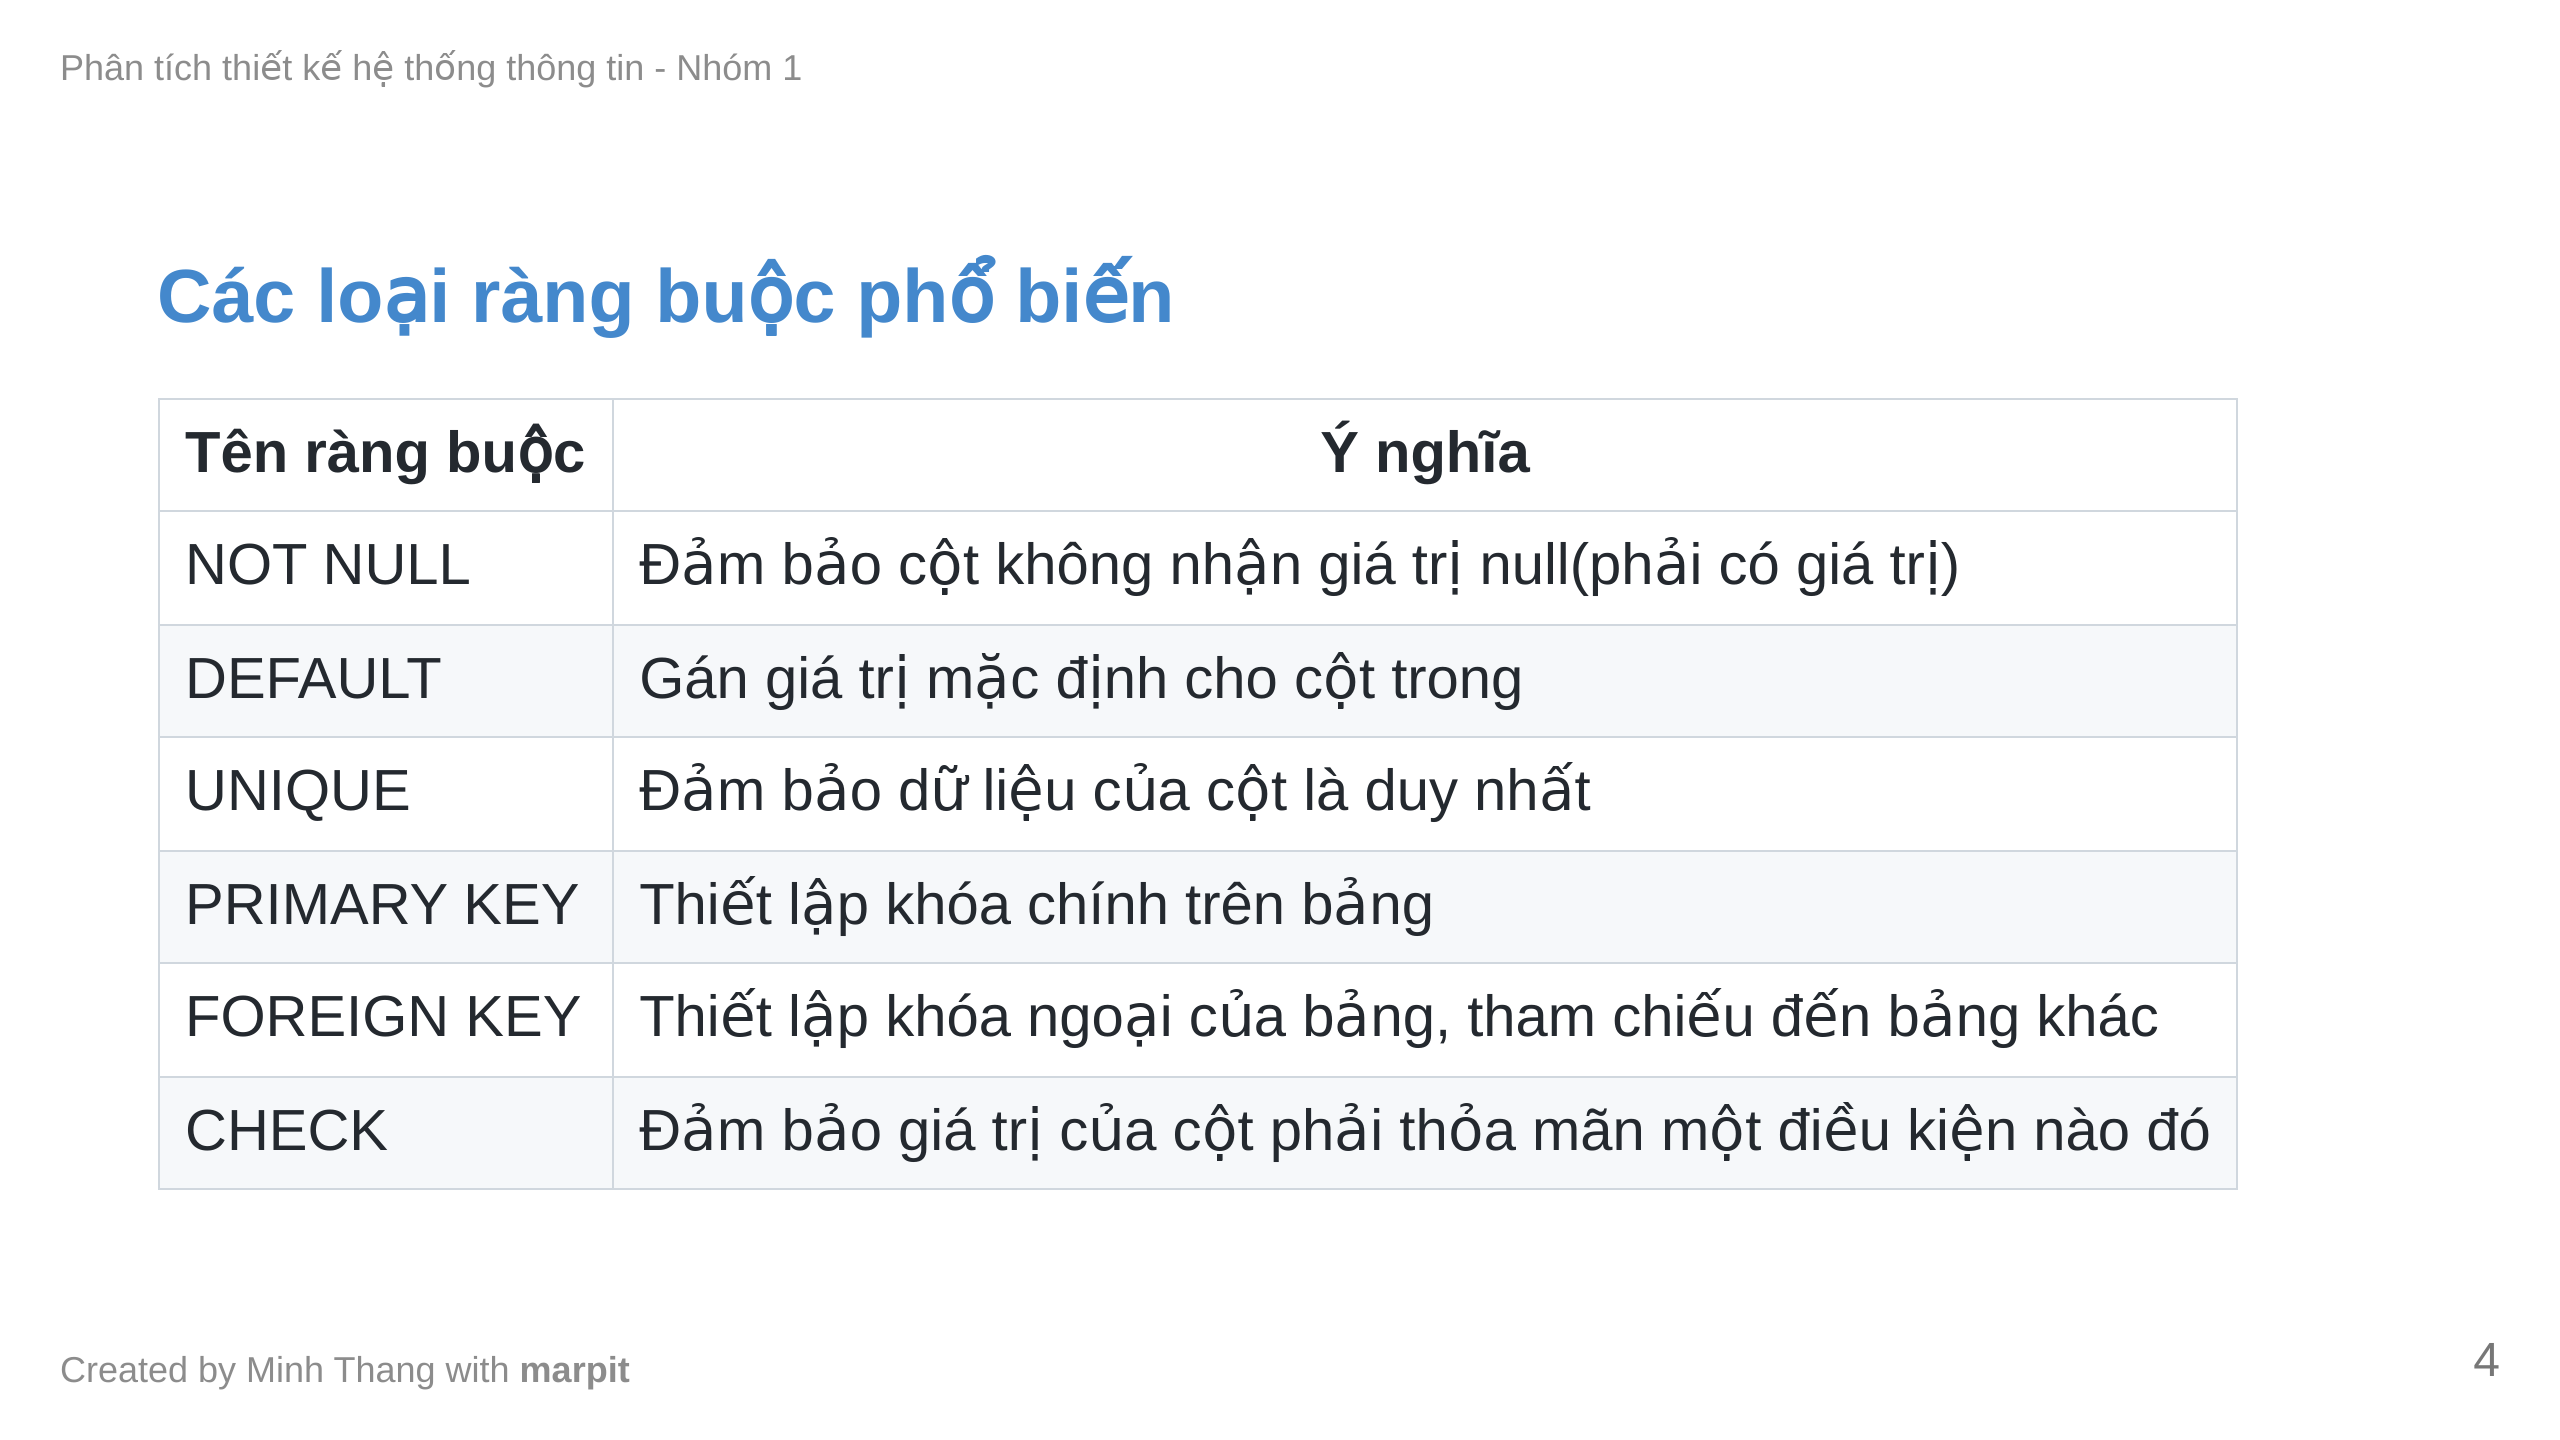 Phân tích thiết kế hệ thống thông tin - Nhóm 1
Các loại ràng buộc phổ biến
Tên ràng buộc Ý nghĩa
NOT NULL Đảm bảo cột không nhận giá trị null(phải có giá trị)
DEFAULT Gán giá trị mặc định cho cột trong
UNIQUE Đảm bảo dữ liệu của cột là duy nhất
PRIMARY KEY Thiết lập khóa chính trên bảng
FOREIGN KEY Thiết lập khóa ngoại của bảng, tham chiếu đến bảng khác
CHECK Đảm bảo giá trị của cột phải thỏa mãn một điều kiện nào đó
Created by Minh Thang with marpit
4